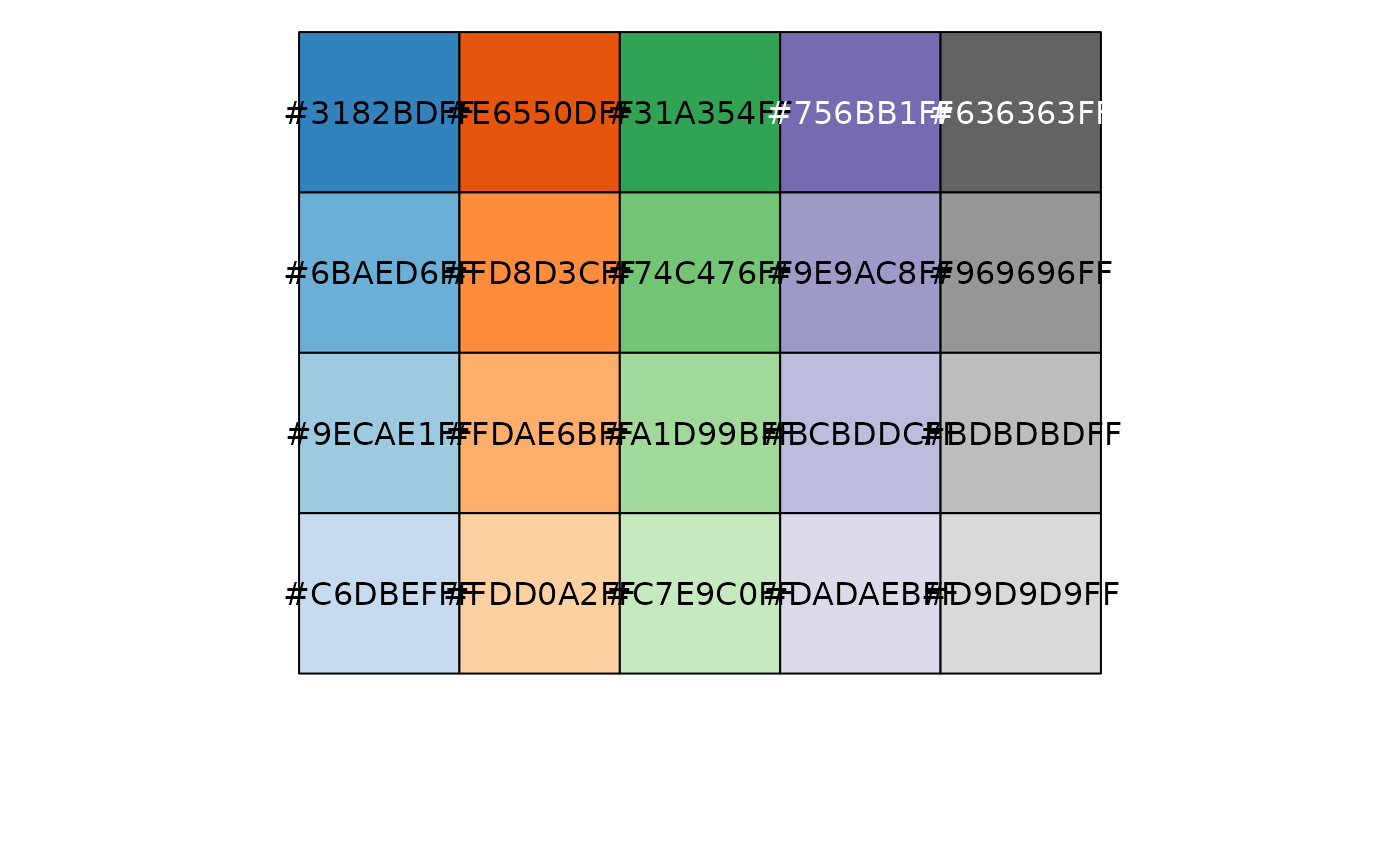 #3182BDFF #E6550DFF #31A354FF #756BB1FF #636363FF
#6BAED6FF #FD8D3CFF #74C476FF #9E9AC8FF #969696FF
#9ECAE1FF #FDAE6BFF #A1D99BFF #BCBDDCFF #BDBDBDFF
#C6DBEFFF #FDD0A2FF #C7E9C0FF #DADAEBFF #D9D9D9FF